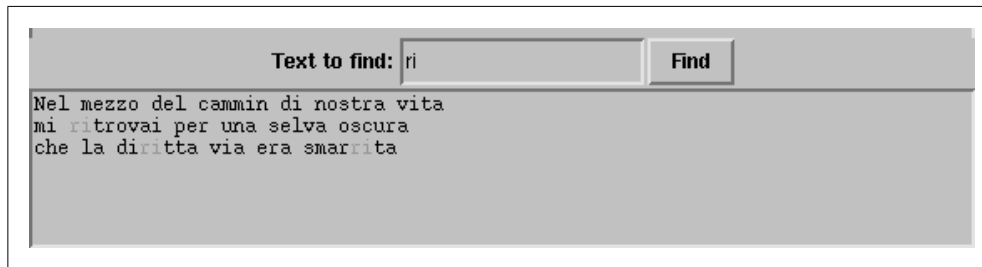 Text to find: ri Find
Nel mezzo del cammin di nostra vita
mi ritrovai per una selva oscura
che la diritta via era smarrita